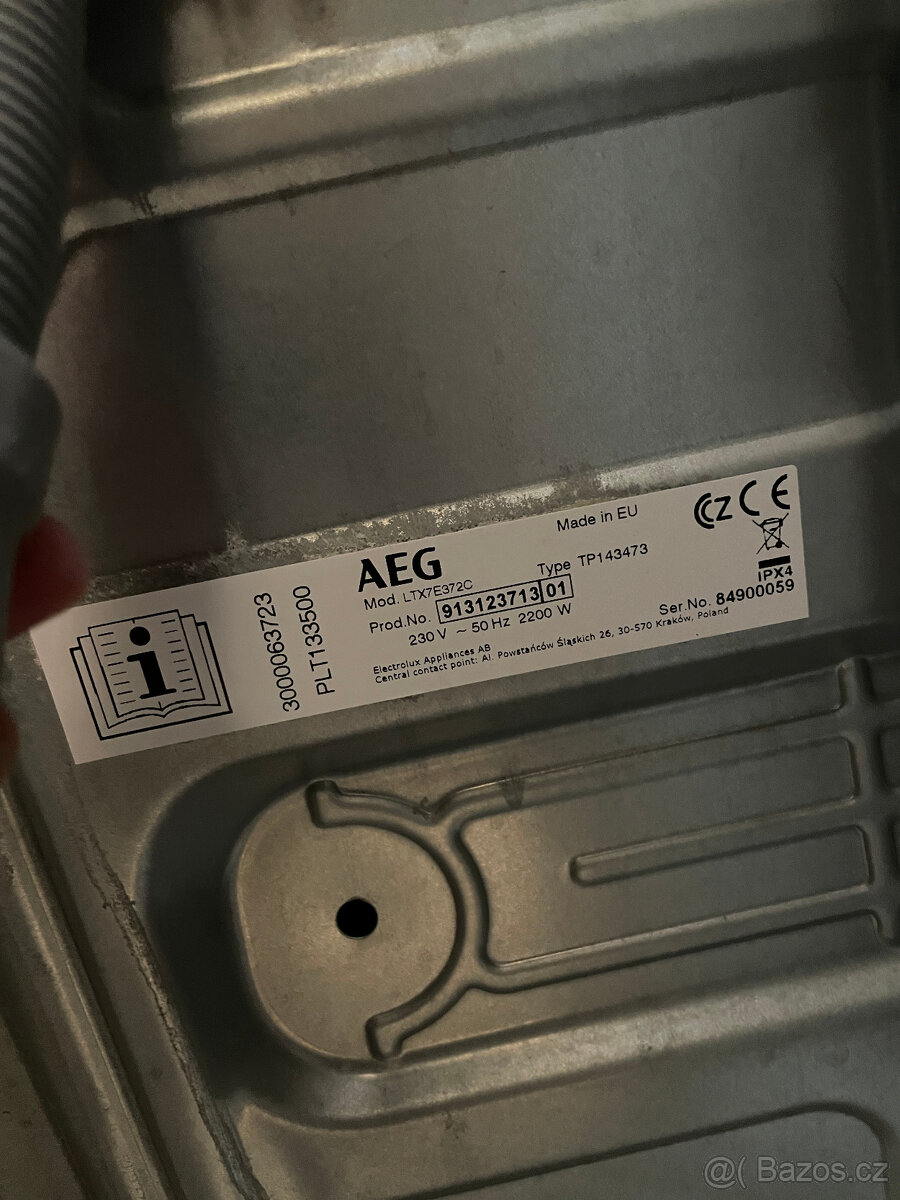 3000063723
PLT133500
AEG
Made in EU
CZ CE
Mod. LTX7E372C
Type TP143473
Prod.No. 913123713 01
230 V ~ 50 Hz 2200 W
IPX4
Ser.No. 84900059
Electrolux Appliances AB
Central contact point: Al. Powstańców Śląskich 26, 30-570 Kraków, Poland
i
@( Bazos.cz